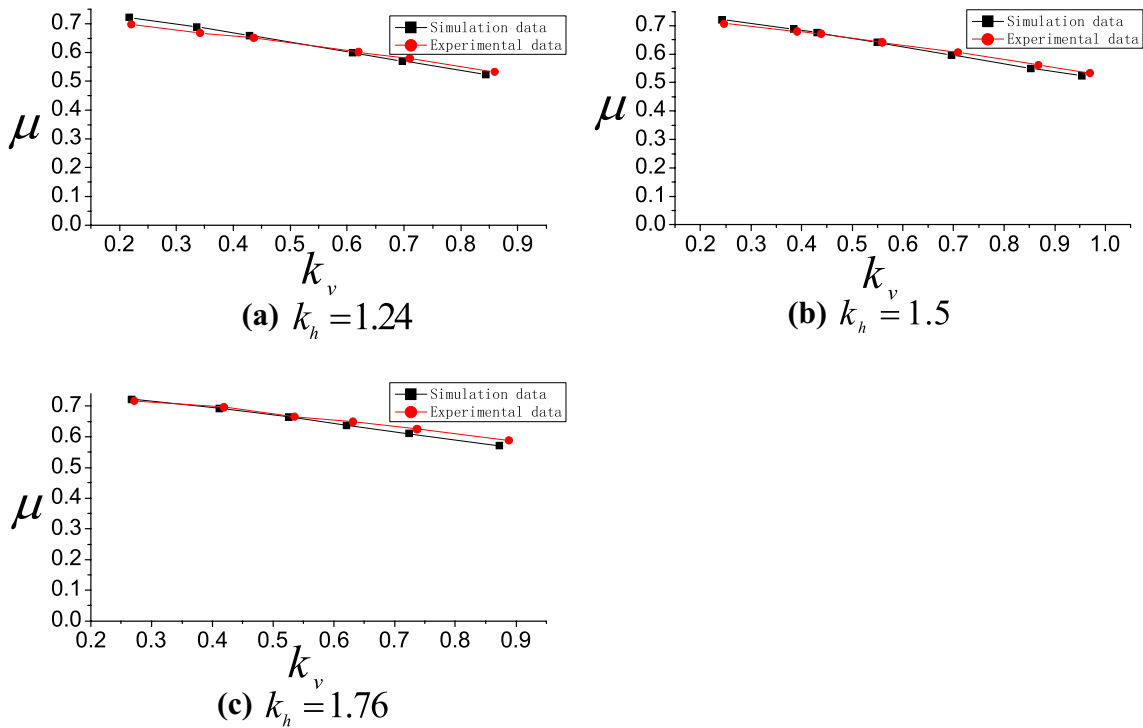 0.7
0.6
0.5
0.4
0.3
0.2
0.1
0.0
μ
Simulation data
Experimental data
0.2 0.3 0.4 0.5 0.6 0.7 0.8 0.9
k_v
(a) k_h = 1.24
0.7
0.6
0.5
0.4
0.3
0.2
0.1
0.0
μ
Simulation data
Experimental data
0.2 0.3 0.4 0.5 0.6 0.7 0.8 0.9 1.0
k_v
(b) k_h = 1.5
0.7
0.6
0.5
0.4
0.3
0.2
0.1
0.0
μ
Simulation data
Experimental data
0.2 0.3 0.4 0.5 0.6 0.7 0.8 0.9
k_v
(c) k_h = 1.76